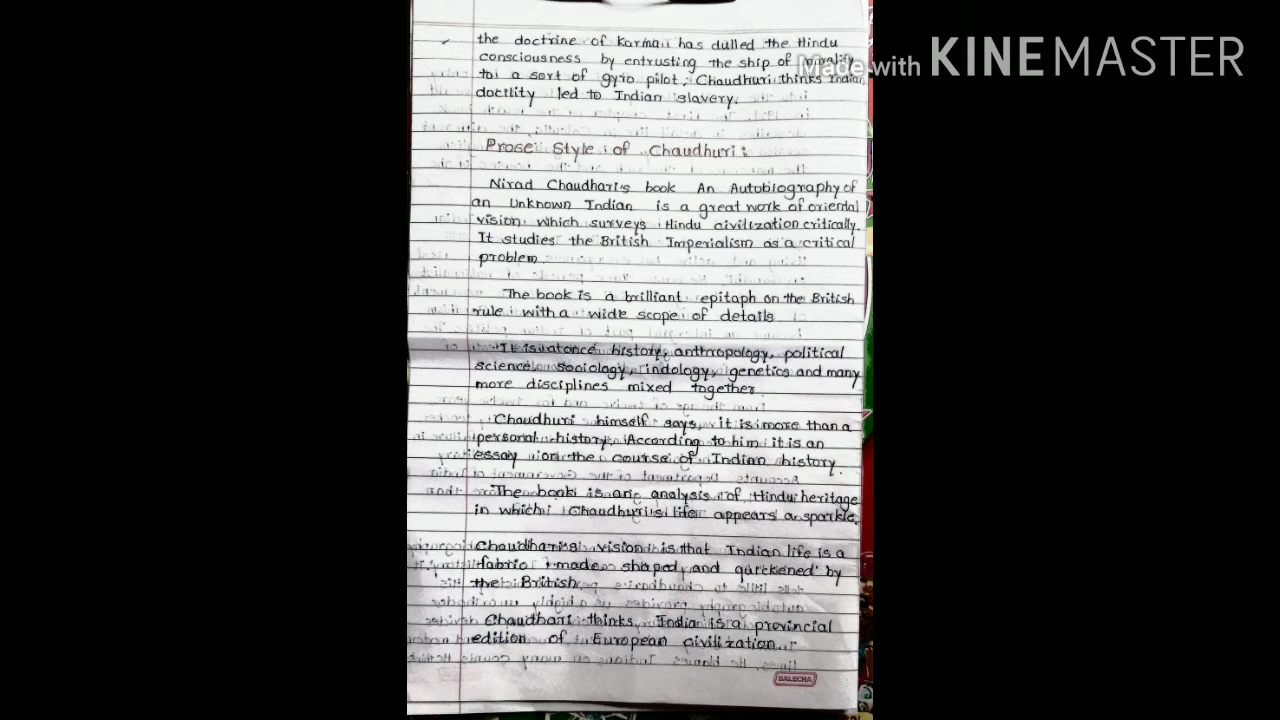 the doctrine of Karma, has dulled the Hindu
consciousness by entrusting the ship of morality
to a sort of gyro pilot, Chaudhuri thinks Indian
docility led to Indian slavery.
Made with KINEMASTER
Prose Style of Chaudhuri:
Nirad Chaudhari's book An Autobiography of
an Unknown Indian is a great work of oriental
vision which surveys Hindu civilization critically.
It studies the British Imperialism as a critical
problem
The book is a brilliant epitaph on the British
rule with a wide scope of details
It is at once history, anthropology, political
science sociology, indology, genetics and many
more disciplines mixed together
Chaudhuri himself says, it is more than a
personal history. According to him it is an
essay on the course of Indian history.
The book is an analysis of Hindu heritage
in which Chaudhuri's life appears a sparkle.
Chaudhari's vision is that Indian life is a
fabric made shaped and quickened by
the British
Chaudhari thinks Indian is a provincial
edition of European civilization
BALECHA